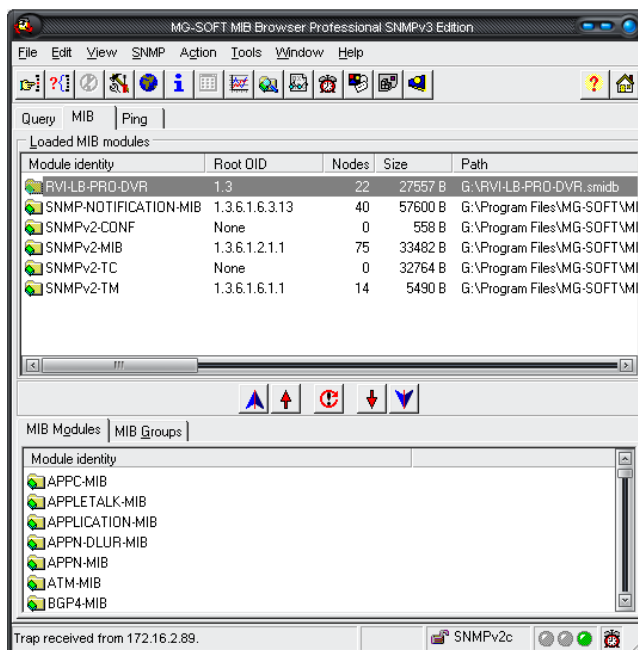 MG-SOFT MIB Browser Professional SNMPv3 Edition
File Edit View SNMP Action Tools Window Help
Query MIB Ping
Loaded MIB modules
Module identity Root OID Nodes Size Path
RVI-LB-PRO-DVR 1.3 22 27557 B G:\RVI-LB-PRO-DVR.smidb
SNMP-NOTIFICATION-MIB 1.3.6.1.6.3.13 40 57600 B G:\Program Files\MG-SOFT\MI
SNMPv2-CONF None 0 558 B G:\Program Files\MG-SOFT\MI
SNMPv2-MIB 1.3.6.1.2.1.1 75 33482 B G:\Program Files\MG-SOFT\MI
SNMPv2-TC None 0 32764 B G:\Program Files\MG-SOFT\MI
SNMPv2-TM 1.3.6.1.6.1.1 14 5490 B G:\Program Files\MG-SOFT\MI
MIB Modules MIB Groups
Module identity
APPC-MIB
APPLETALK-MIB
APPLICATION-MIB
APPN-DLUR-MIB
APPN-MIB
ATM-MIB
BGP4-MIB
Trap received from 172.16.2.89. SNMPv2c